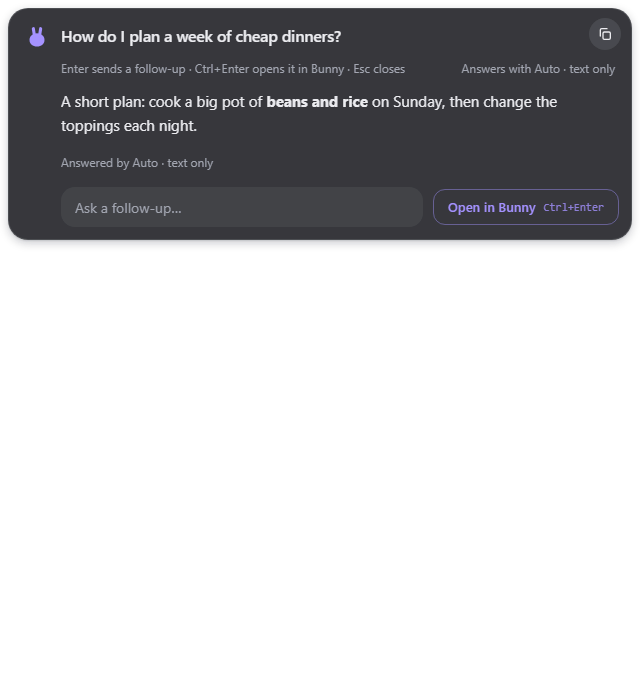 How do I plan a week of cheap dinners?
Enter sends a follow-up · Ctrl+Enter opens it in Bunny · Esc closes
Answers with Auto · text only
A short plan: cook a big pot of beans and rice on Sunday, then change the
toppings each night.
Answered by Auto · text only
Ask a follow-up...
Open in Bunny Ctrl+Enter